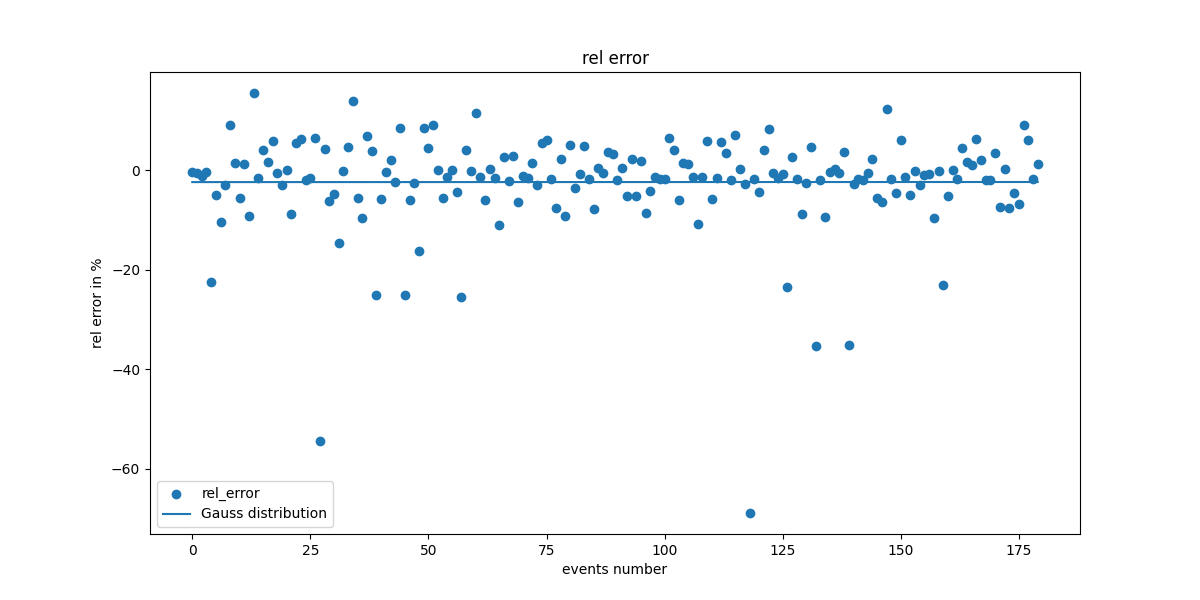 rel error
0
−20
−40
−60
rel error in %
rel_error
Gauss distribution
0 25 50 75 100 125 150 175
events number